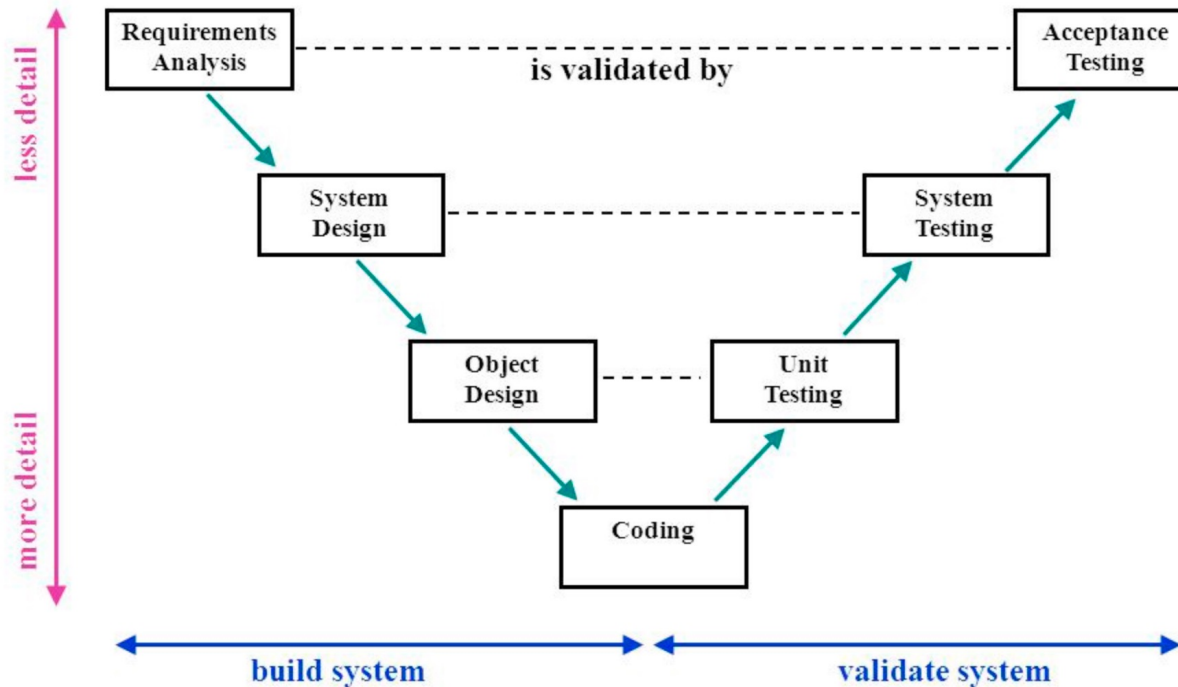 Requirements
Analysis
Acceptance
Testing
is validated by
less detail
System
Design
System
Testing
Object
Design
Unit
Testing
more detail
Coding
build system
validate system